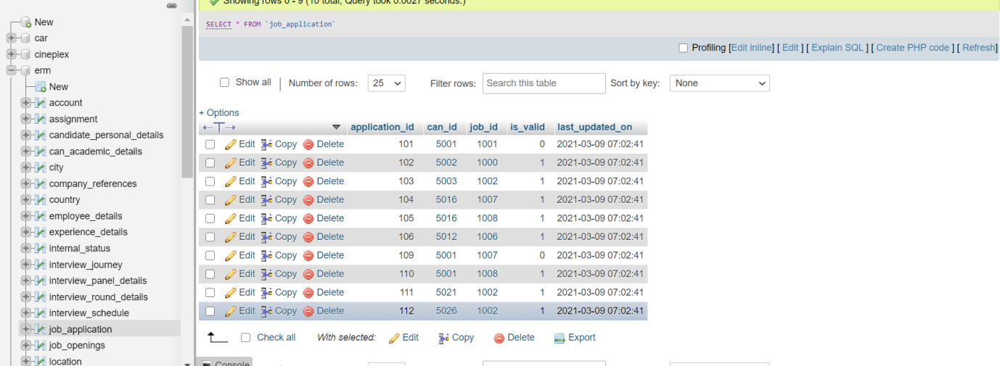 Showing rows 0 - 9 (10 total, Query took 0.0027 seconds.)
SELECT * FROM `job_application`
Profiling [Edit inline] [ Edit ] [ Explain SQL ] [ Create PHP code ] [ Refresh]
Show all | Number of rows: 25 Filter rows: Search this table Sort by key: None
+ Options
←T→ application_id can_id job_id is_valid last_updated_on
Edit Copy Delete 101 5001 1001 0 2021-03-09 07:02:41
Edit Copy Delete 102 5002 1000 1 2021-03-09 07:02:41
Edit Copy Delete 103 5003 1002 1 2021-03-09 07:02:41
Edit Copy Delete 104 5016 1007 1 2021-03-09 07:02:41
Edit Copy Delete 105 5016 1008 1 2021-03-09 07:02:41
Edit Copy Delete 106 5012 1006 1 2021-03-09 07:02:41
Edit Copy Delete 109 5001 1007 0 2021-03-09 07:02:41
Edit Copy Delete 110 5001 1008 1 2021-03-09 07:02:41
Edit Copy Delete 111 5021 1002 1 2021-03-09 07:02:41
Edit Copy Delete 112 5026 1002 1 2021-03-09 07:02:41
Check all With selected: Edit Copy Delete Export
Console
New
car
cineplex
erm
New
account
assignment
candidate_personal_details
can_academic_details
city
company_references
country
employee_details
experience_details
internal_status
interview_journey
interview_panel_details
interview_round_details
interview_schedule
job_application
job_openings
location